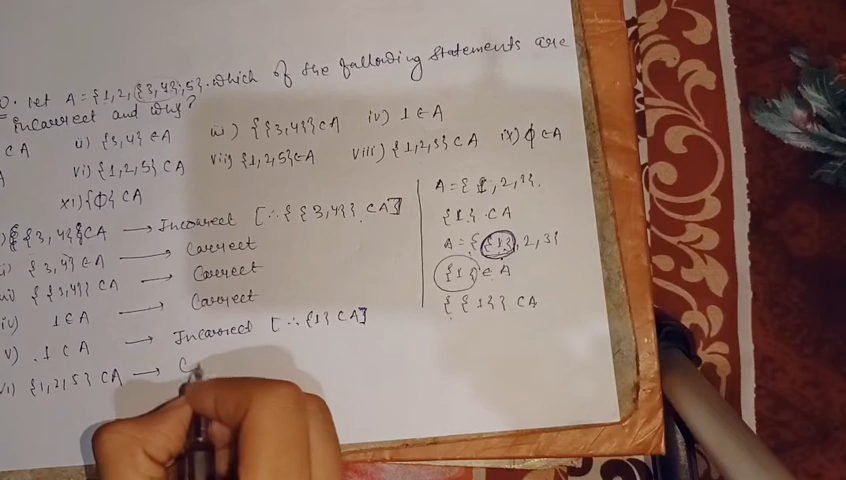 0. Let A = {1, 2, {3, 4}, 5}. which of the following statements are
incorrect and why?
⊂ A ii) {3, 4} ∈ A iii) {{3, 4}} ⊂ A iv) 1 ∈ A
A vi) {1, 2, 5} ⊂ A vii) {1, 2, 5} ∈ A viii) {1, 2, 3} ⊂ A ix) ϕ ∈ A
xi) {ϕ} ⊂ A
) {3, 4} ⊂ A → Incorrect [∴ {{3, 4}} ⊂ A]
i) {3, 4} ∈ A → Correct
iii) {{3, 4}} ⊂ A → Correct
iv) 1 ∈ A → Correct
v) 1 ⊂ A → Incorrect [∴ {1} ⊂ A]
vi) {1, 2, 5} ⊂ A → C
A = {1, 2, 3}.
{1} ⊂ A
A = {{1}, 2, 3}
{1} ∈ A
{{1}} ⊂ A